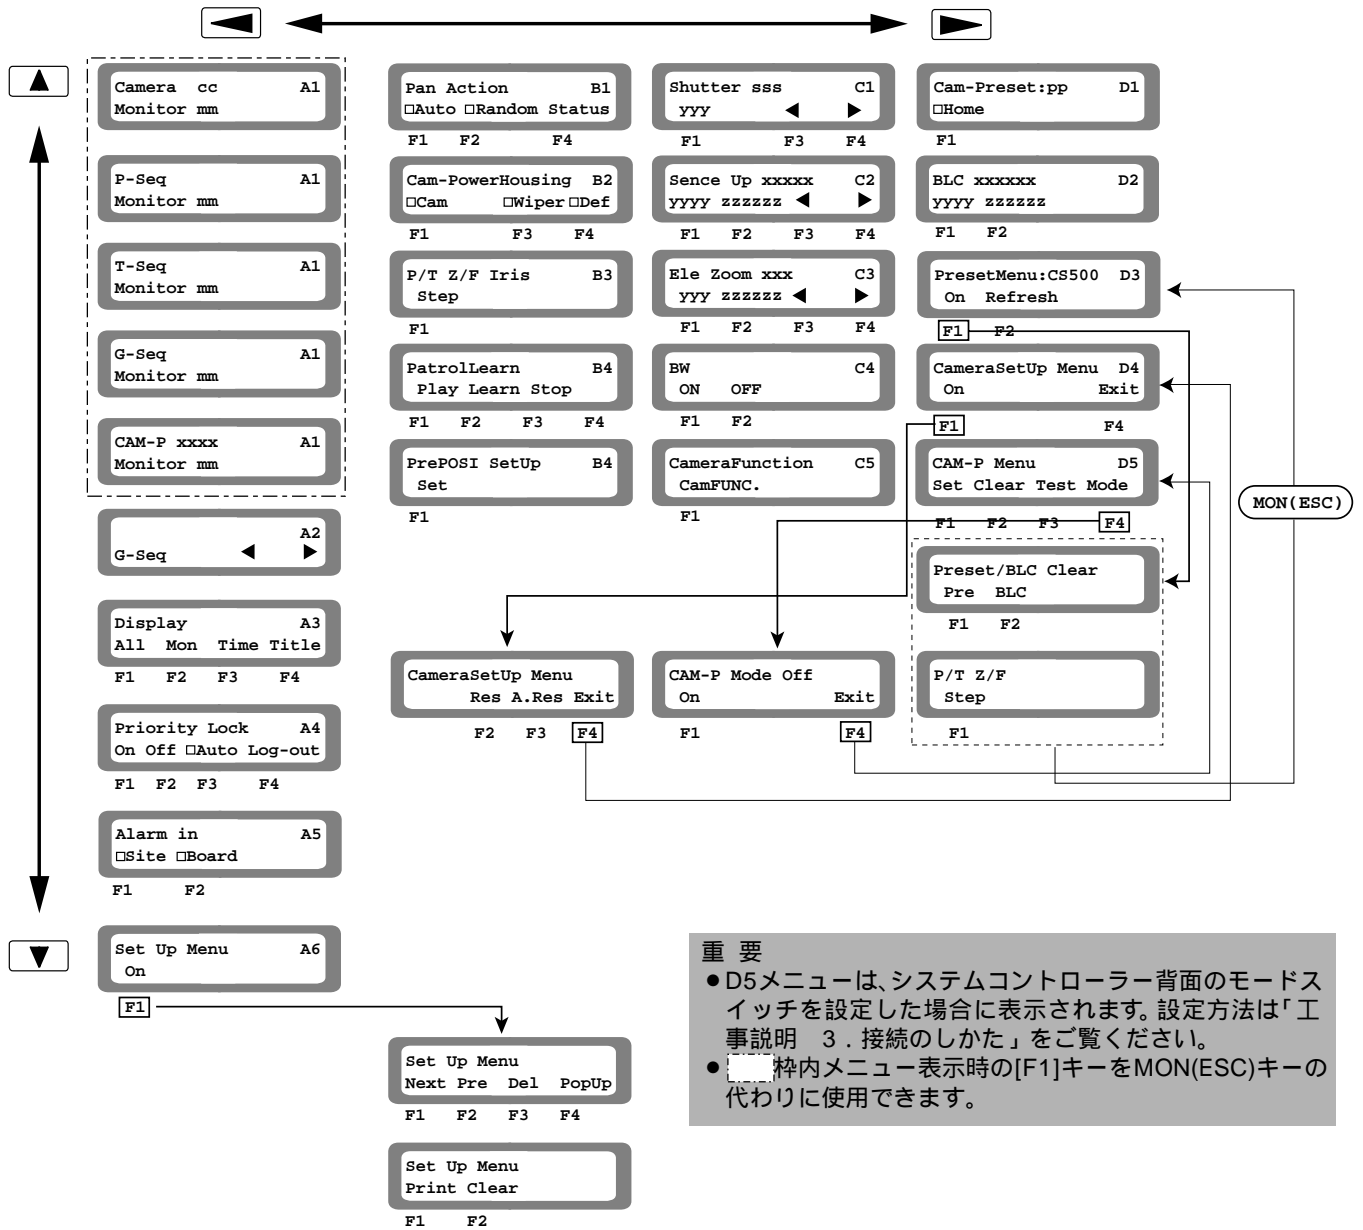 Camera cc A1
Monitor mm
P-Seq A1
Monitor mm
T-Seq A1
Monitor mm
G-Seq A1
Monitor mm
CAM-P xxxx A1
Monitor mm
A2
G-Seq ◀ ▶
Display A3
All Mon Time Title
F1 F2 F3 F4
Priority Lock A4
On Off □Auto Log-out
F1 F2 F3 F4
Alarm in A5
□Site □Board
F1 F2
Set Up Menu A6
On
F1
Pan Action B1
□Auto □Random Status
F1 F2 F4
Cam-PowerHousing B2
□Cam □Wiper □Def
F1 F3 F4
P/T Z/F Iris B3
Step
F1
PatrolLearn B4
Play Learn Stop
F1 F2 F3 F4
PrePOSI SetUp B4
Set
F1
CameraSetUp Menu
Res A.Res Exit
F2 F3 F4
Set Up Menu
Next Pre Del PopUp
F1 F2 F3 F4
Set Up Menu
Print Clear
F1 F2
Shutter sss C1
yyy ◀ ▶
F1 F3 F4
Sence Up xxxxx C2
yyyy zzzzzz ◀ ▶
F1 F2 F3 F4
Ele Zoom xxx C3
yyy zzzzzz ◀ ▶
F1 F2 F3 F4
BW C4
ON OFF
F1 F2
CameraFunction C5
CamFUNC.
F1
CAM-P Mode Off
On Exit
F1 F4
Cam-Preset:pp D1
□Home
F1
BLC xxxxxx D2
yyyy zzzzzz
F1 F2
PresetMenu:CS500 D3
On Refresh
F1 F2
CameraSetUp Menu D4
On Exit
F1 F4
CAM-P Menu D5
Set Clear Test Mode
F1 F2 F3 F4
Preset/BLC Clear
Pre BLC
F1 F2
P/T Z/F
Step
F1
MON(ESC)
重 要
●D5メニューは、システムコントローラー背面のモードス
イッチを設定した場合に表示されます。設定方法は「工
事説明　3．接続のしかた」をご覧ください。
● 枠内メニュー表示時の[F1]キーをMON(ESC)キーの
代わりに使用できます。